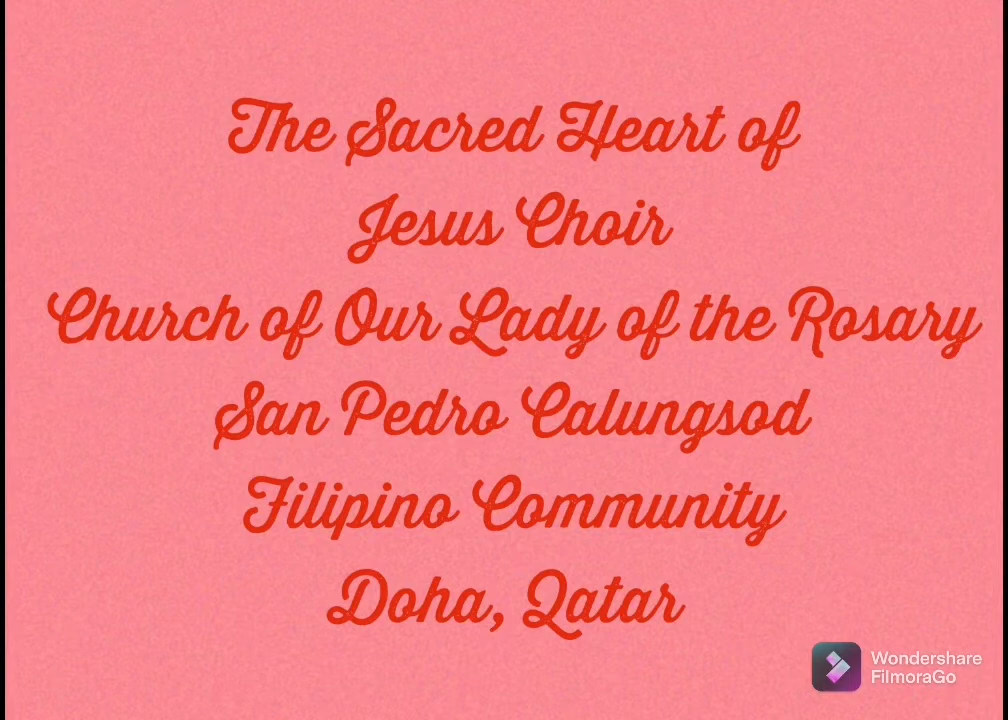 The Sacred Heart of
Jesus Choir
Church of Our Lady of the Rosary
San Pedro Calungsod
Filipino Community
Doha, Qatar
Wondershare
FilmoraGo